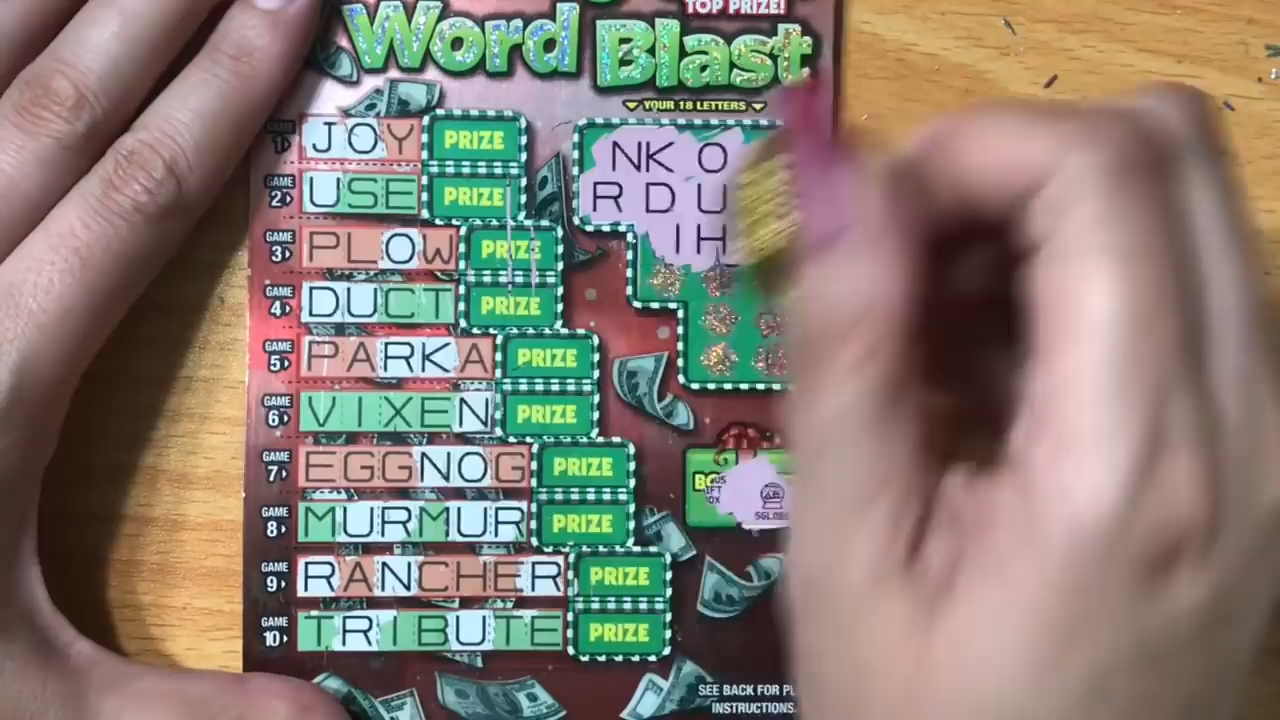 TOP PRIZE!
Word Blast
YOUR 18 LETTERS
GAME 1 JOY PRIZE
NK O
GAME 2 USE PRIZE
R D U
GAME 3 PLOW PRIZE
IH
GAME 4 DUCT PRIZE
GAME 5 PARKA PRIZE
GAME 6 VIXEN PRIZE
GAME 7 EGGNOG PRIZE
GAME 8 MURMUR PRIZE
GAME 9 RANCHER PRIZE
GAME 10 TRIBUTE PRIZE
SEE BACK FOR
INSTRUCTIONS.